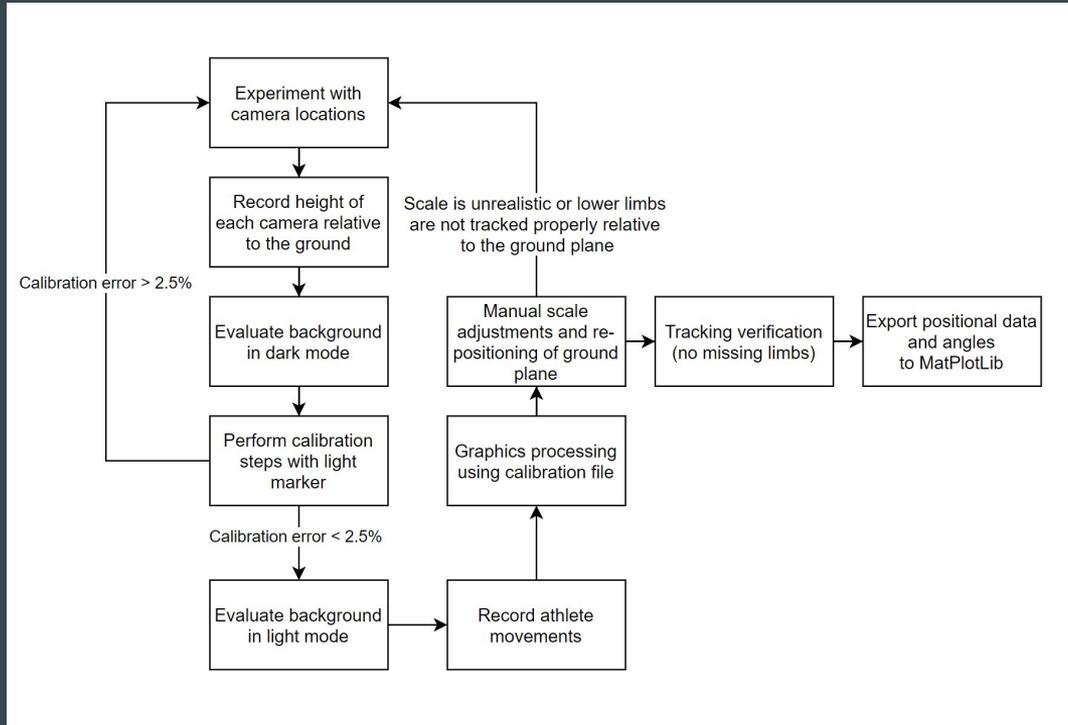 Experiment with
camera locations
Record height of
each camera relative
to the ground
Scale is unrealistic or lower limbs
are not tracked properly relative
to the ground plane
Calibration error > 2.5%
Evaluate background
in dark mode
Manual scale
adjustments and re-
positioning of ground
plane
Tracking verification
(no missing limbs)
Export positional data
and angles
to MatPlotLib
Perform calibration
steps with light
marker
Graphics processing
using calibration file
Calibration error < 2.5%
Evaluate background
in light mode
Record athlete
movements